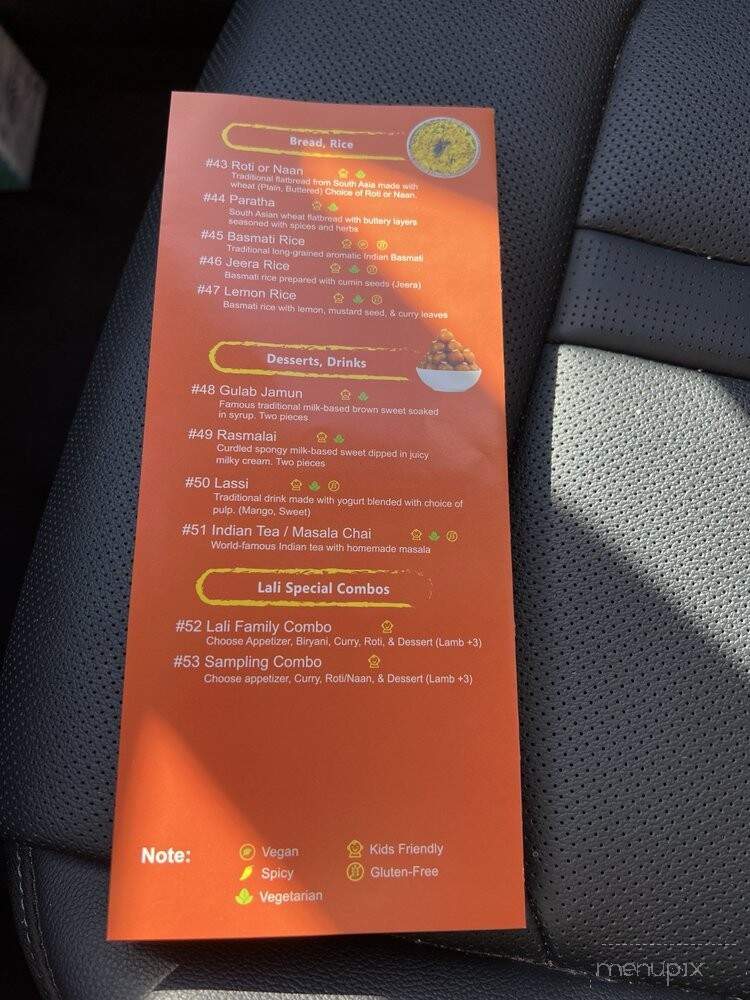 Bread, Rice
#43 Roti or Naan
Traditional flatbread from South Asia made with
wheat (Plain, Buttered) Choice of Roti or Naan.
#44 Paratha
South Asian wheat flatbread with buttery layers
seasoned with spices and herbs
#45 Basmati Rice
Traditional long-grained aromatic Indian Basmati
#46 Jeera Rice
Basmati rice prepared with cumin seeds (Jeera)
#47 Lemon Rice
Basmati rice with lemon, mustard seed, & curry leaves
Desserts, Drinks
#48 Gulab Jamun
Famous traditional milk-based brown sweet soaked
in syrup. Two pieces
#49 Rasmalai
Curdled spongy milk-based sweet dipped in juicy
milky cream. Two pieces
#50 Lassi
Traditional drink made with yogurt blended with choice of
pulp. (Mango, Sweet)
#51 Indian Tea / Masala Chai
World-famous Indian tea with homemade masala
Lali Special Combos
#52 Lali Family Combo
Choose Appetizer, Biryani, Curry, Roti, & Dessert (Lamb +3)
#53 Sampling Combo
Choose appetizer, Curry, Roti/Naan, & Dessert (Lamb +3)
Note:
Vegan
Kids Friendly
Spicy
Gluten-Free
Vegetarian
menupix